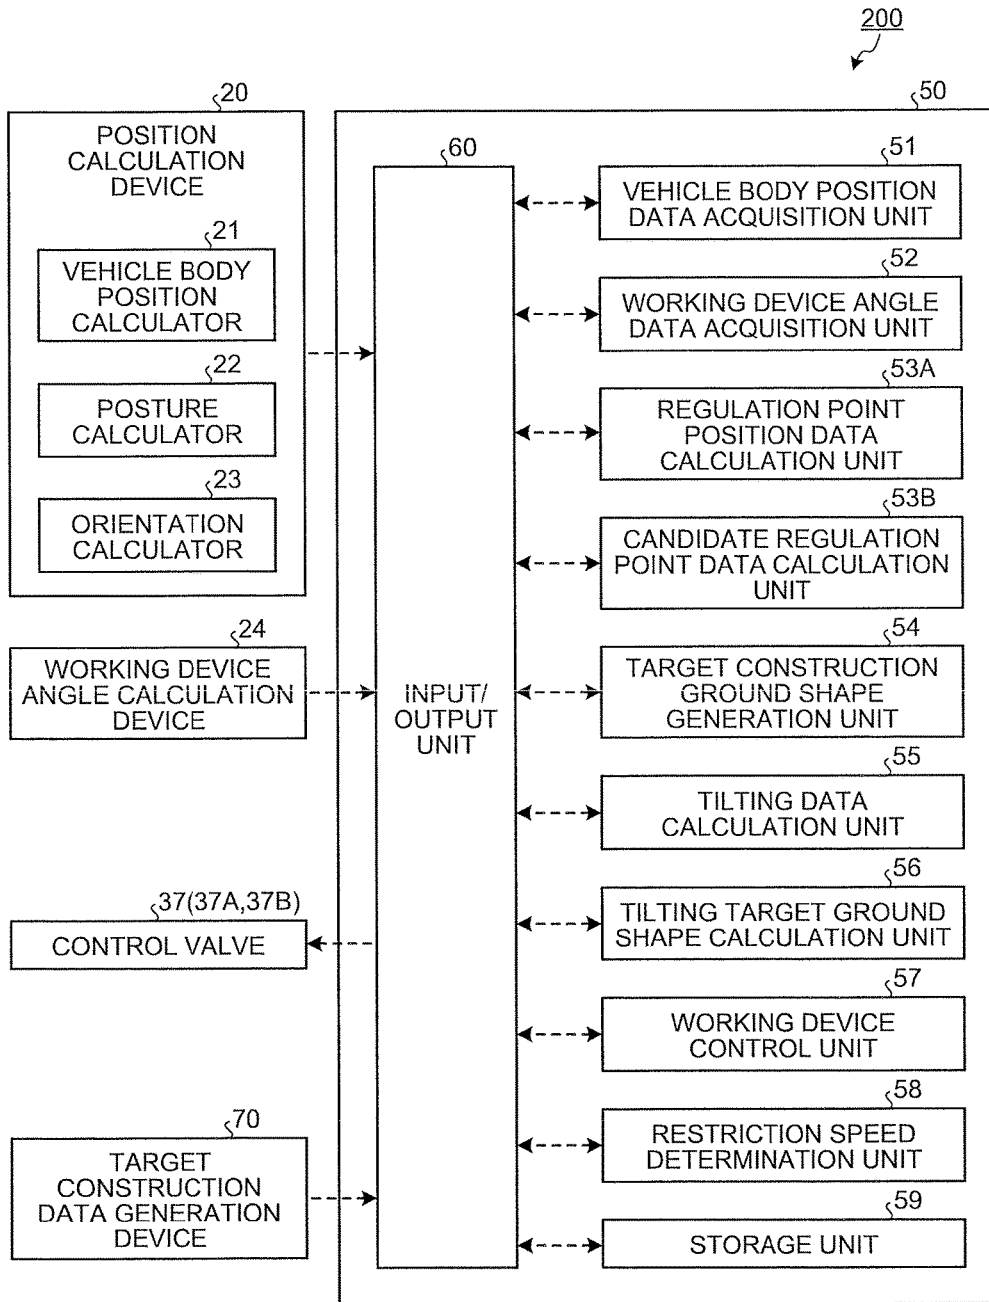 200
20
POSITION
CALCULATION
DEVICE
21
VEHICLE BODY
POSITION
CALCULATOR
22
POSTURE
CALCULATOR
23
ORIENTATION
CALCULATOR
24
WORKING DEVICE
ANGLE CALCULATION
DEVICE
37(37A,37B)
CONTROL VALVE
70
TARGET
CONSTRUCTION
DATA GENERATION
DEVICE
50
60
INPUT/
OUTPUT
UNIT
51
VEHICLE BODY POSITION
DATA ACQUISITION UNIT
52
WORKING DEVICE ANGLE
DATA ACQUISITION UNIT
53A
REGULATION POINT
POSITION DATA
CALCULATION UNIT
53B
CANDIDATE REGULATION
POINT DATA CALCULATION
UNIT
54
TARGET CONSTRUCTION
GROUND SHAPE
GENERATION UNIT
55
TILTING DATA
CALCULATION UNIT
56
TILTING TARGET GROUND
SHAPE CALCULATION UNIT
57
WORKING DEVICE
CONTROL UNIT
58
RESTRICTION SPEED
DETERMINATION UNIT
59
STORAGE UNIT